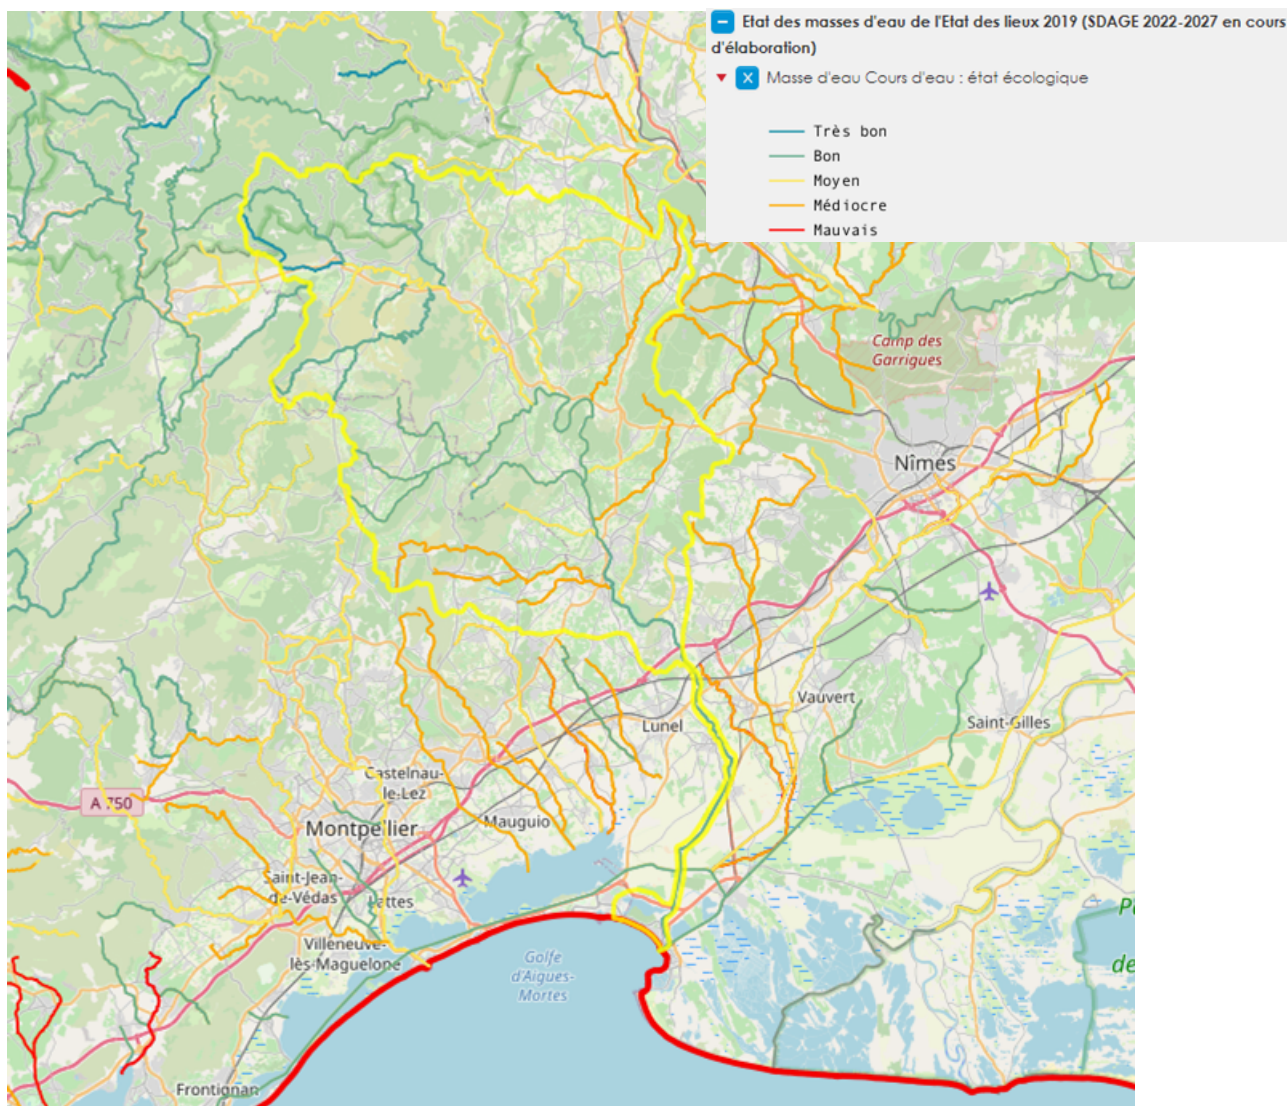 Etat des masses d'eau de l'Etat des lieux 2019 (SDAGE 2022-2027 en cours
d'élaboration)
Masse d'eau Cours d'eau : état écologique
Très bon
Bon
Moyen
Médiocre
Mauvais
Camp des
Garrigues
Nîmes
Vauvert
Saint-Gilles
Lunel
Castelnau-
le-Lez
A 750
Montpellier
Mauguio
Saint-Jean-
de-Védas
Lattes
Villeneuve-
lès-Maguelone
Golfe
d'Aigues-
Mortes
de
Frontignan